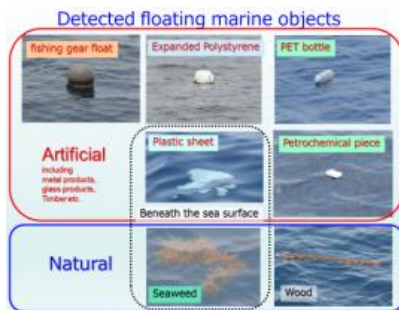 Detected floating marine objects
fishing gear float
Expanded Polystyrene
PET bottle
Artificial
including
metal products.
glass products.
Timber etc.
Plastic sheet
Petrochemical piece
Beneath the sea surface
Natural
Seaweed
Wood